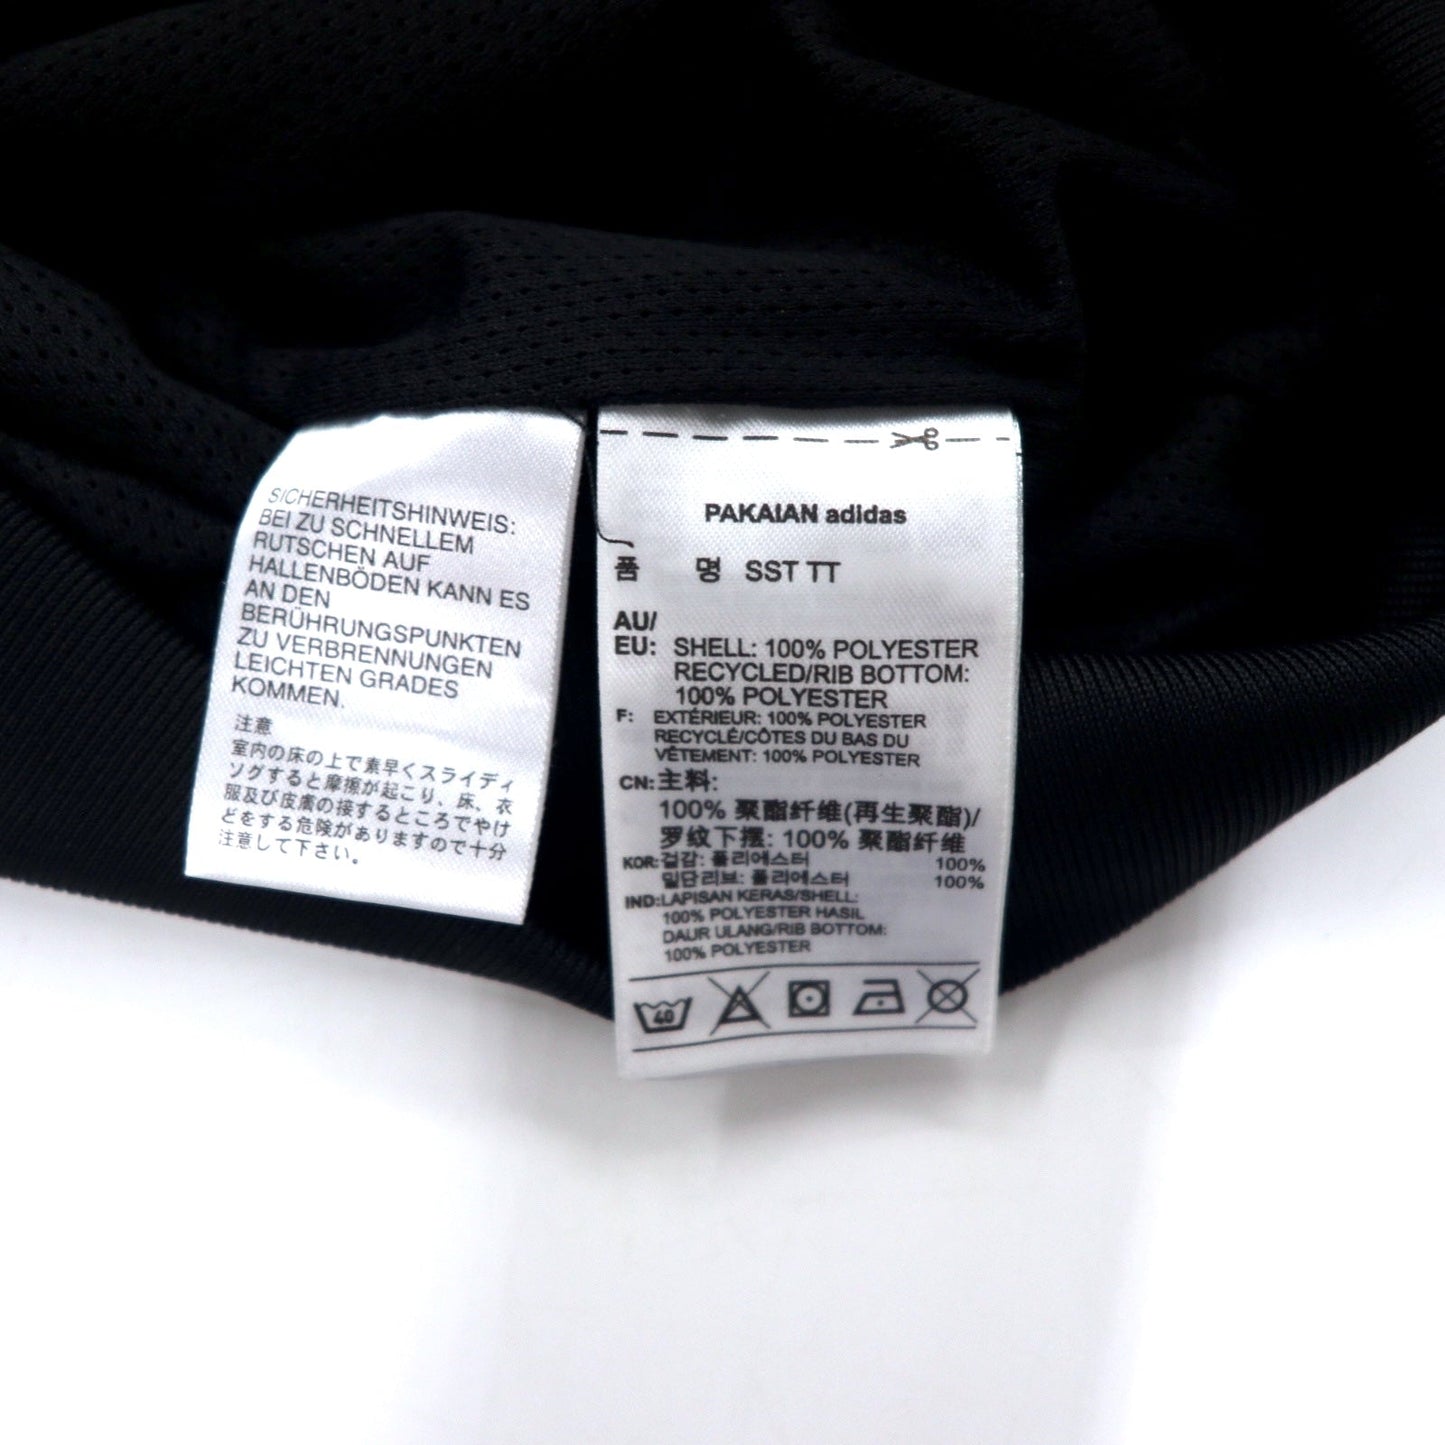 SICHERHEITSHINWEIS:
BEI ZU SCHNELLEM
RUTSCHEN AUF
HALLENBÖDEN KANN ES
AN DEN
BERÜHRUNGSPUNKTEN
ZU VERBRENNUNGEN
LEICHTEN GRADES
KOMMEN.
注意
室内の床の上で素早くスライディ
ングすると摩擦が起こり、床、衣
服及び皮膚の接するところでやけ
どをする危険がありますので十分
注意して下さい。
PAKAIAN adidas
품 명 SST TT
AU/
EU: SHELL: 100% POLYESTER
RECYCLED/RIB BOTTOM:
100% POLYESTER
F: EXTÉRIEUR: 100% POLYESTER
RECYCLÉ/CÔTES DU BAS DU
VÊTEMENT: 100% POLYESTER
CN: 主料:
100% 聚酯纤维(再生聚酯)/
罗纹下摆: 100% 聚酯纤维
KOR: 겉감: 폴리에스터 100%
밑단리브: 폴리에스터 100%
IND: LAPISAN KERAS/SHELL:
100% POLYESTER HASIL
DAUR ULANG/RIB BOTTOM:
100% POLYESTER
40